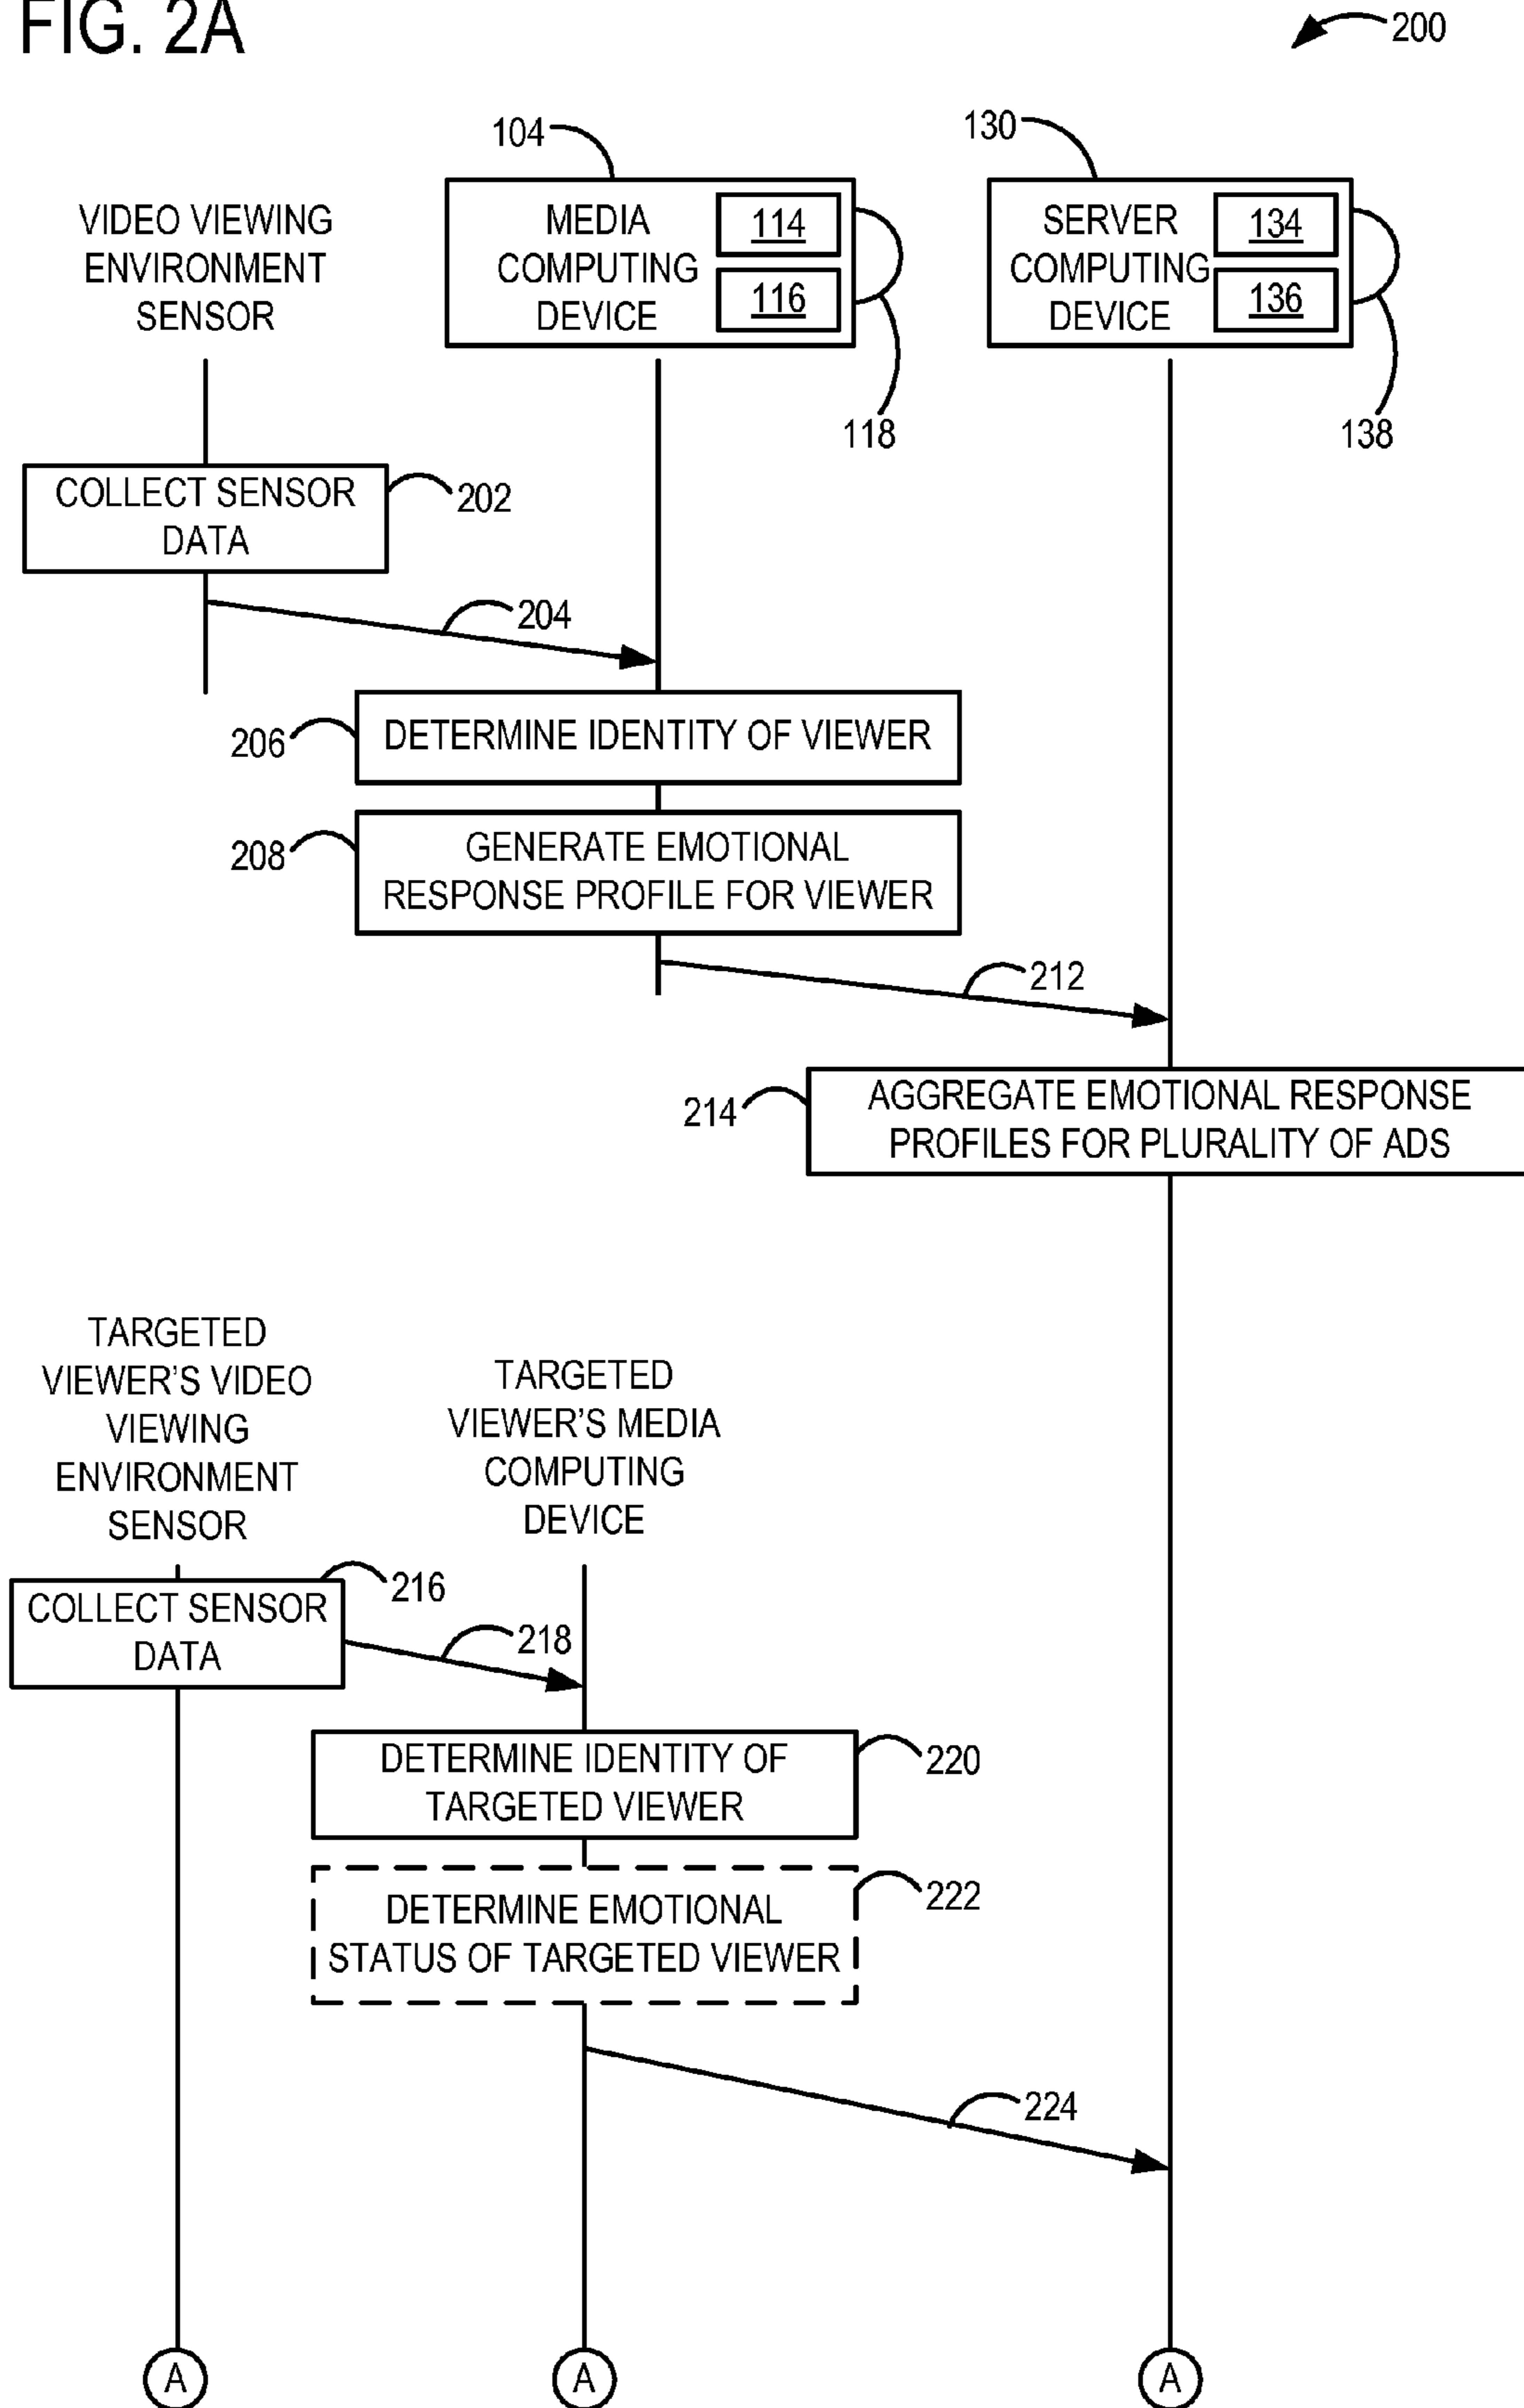 FIG. 2A
200
104
130
VIDEO VIEWING
ENVIRONMENT
SENSOR
MEDIA
COMPUTING
DEVICE
114
116
SERVER
COMPUTING
DEVICE
134
136
118
138
COLLECT SENSOR
DATA
202
204
206
DETERMINE IDENTITY OF VIEWER
208
GENERATE EMOTIONAL
RESPONSE PROFILE FOR VIEWER
212
214
AGGREGATE EMOTIONAL RESPONSE
PROFILES FOR PLURALITY OF ADS
TARGETED
VIEWER'S VIDEO
VIEWING
ENVIRONMENT
SENSOR
TARGETED
VIEWER'S MEDIA
COMPUTING
DEVICE
COLLECT SENSOR
DATA
216
218
DETERMINE IDENTITY OF
TARGETED VIEWER
220
DETERMINE EMOTIONAL
STATUS OF TARGETED VIEWER
222
224
A
A
A